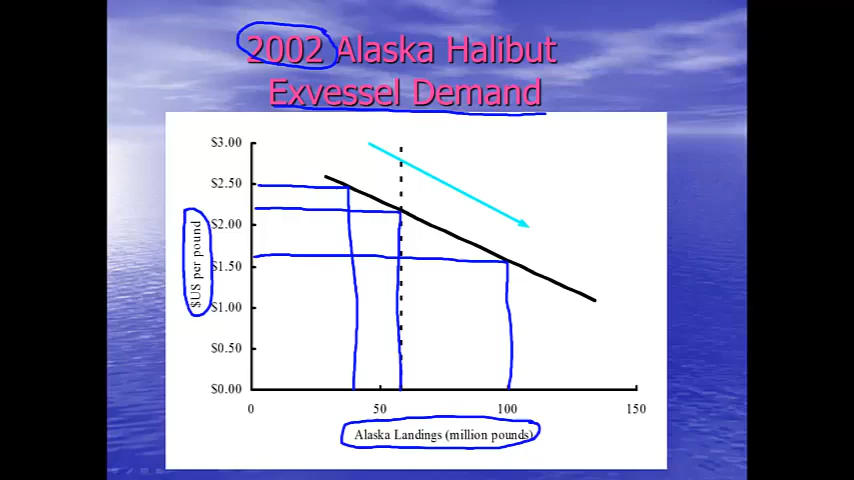 2002 Alaska Halibut
Exvessel Demand
$3.00
$2.50
$2.00
$1.50
$1.00
$0.50
$0.00
$US per pound
0 50 100 150
Alaska Landings (million pounds)